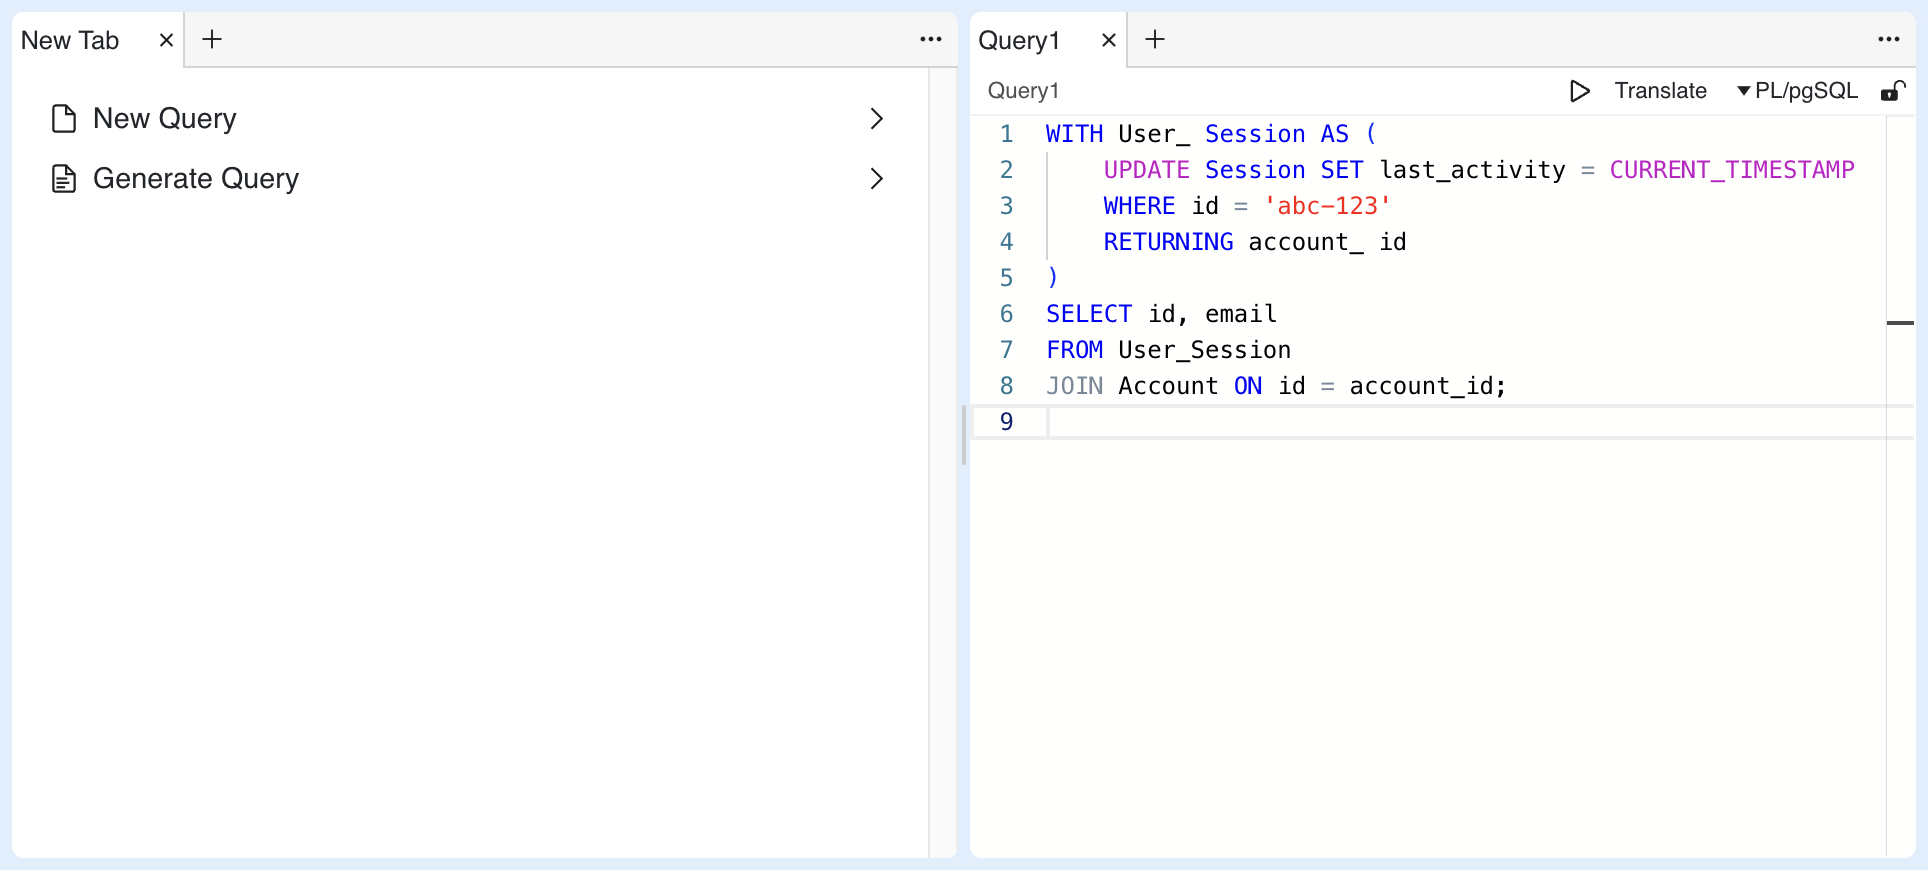 New Tab
New Query
Generate Query
Query1
Query1 Translate PL/pgSQL
1 WITH User_ Session AS (
2 UPDATE Session SET last_activity = CURRENT_TIMESTAMP
3 WHERE id = 'abc-123'
4 RETURNING account_ id
5 )
6 SELECT id, email
7 FROM User_Session
8 JOIN Account ON id = account_id;
9